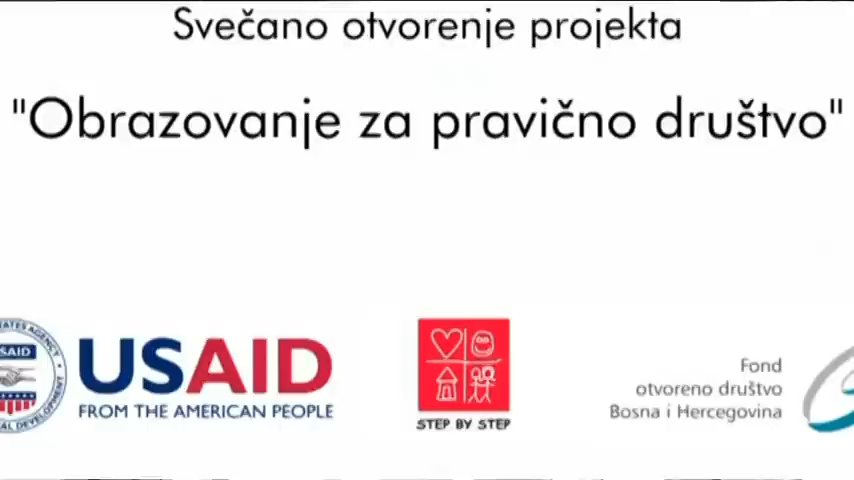 Svečano otvorenje projekta
"Obrazovanje za pravično društvo"
USAID
FROM THE AMERICAN PEOPLE
STEP BY STEP
Fond
otvoreno društvo
Bosna i Hercegovina